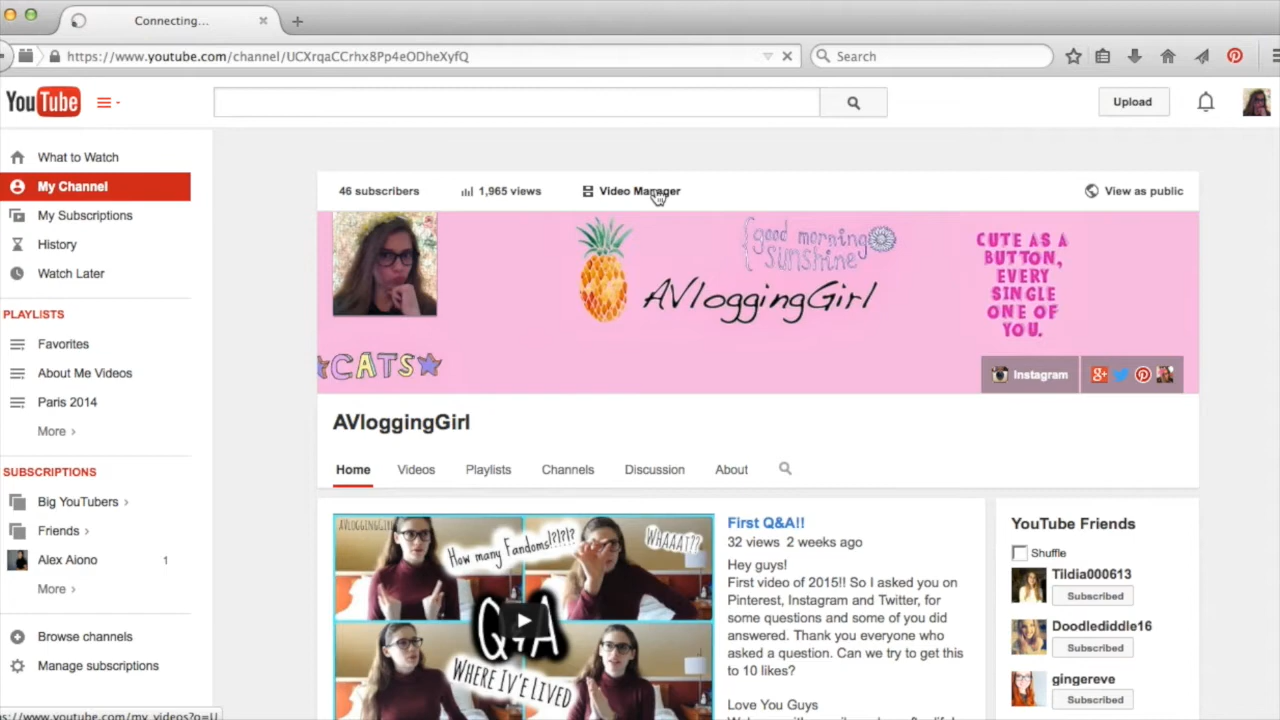 Connecting...
https://www.youtube.com/channel/UCXrqaCCrhx8Pp4eODheXyfQ
Search
YouTube
Upload
What to Watch
My Channel
My Subscriptions
History
Watch Later
PLAYLISTS
Favorites
About Me Videos
Paris 2014
More ›
SUBSCRIPTIONS
Big YouTubers ›
Friends ›
Alex Aiono 1
More ›
Browse channels
Manage subscriptions
46 subscribers 1,965 views Video Manager View as public
good morning
sunshine
AVloggingGirl
CUTE AS A
BUTTON,
EVERY
SINGLE
ONE OF
YOU.
CATS
Instagram
AVloggingGirl
Home Videos Playlists Channels Discussion About
AVLOGGINGGIRL
How many Fandoms!?!?!?
WHAAAT??
Q&A
WHERE IV'E LIVED
First Q&A!!
32 views 2 weeks ago
Hey guys!
First video of 2015!! So I asked you on
Pinterest, Instagram and Twitter, for
some questions and some of you did
answered. Thank you everyone who
asked a question. Can we try to get this
to 10 likes?
Love You Guys
YouTube Friends
Shuffle
Tildia000613
Subscribed
Doodlediddle16
Subscribed
gingereve
Subscribed